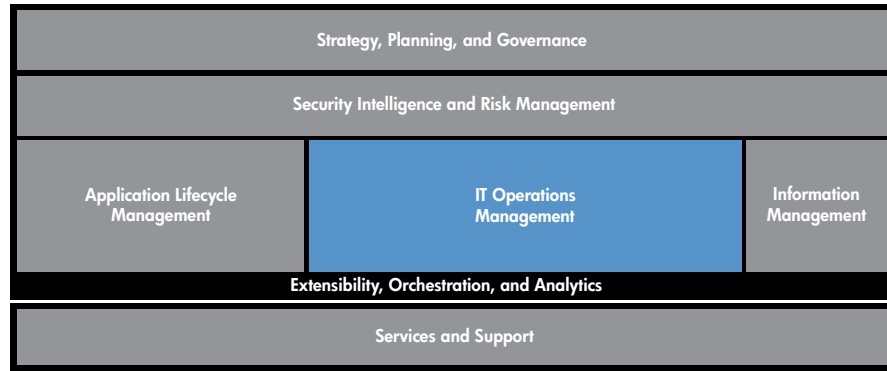 Strategy, Planning, and Governance
Security Intelligence and Risk Management
Application Lifecycle
Management
IT Operations
Management
Information
Management
Extensibility, Orchestration, and Analytics
Services and Support